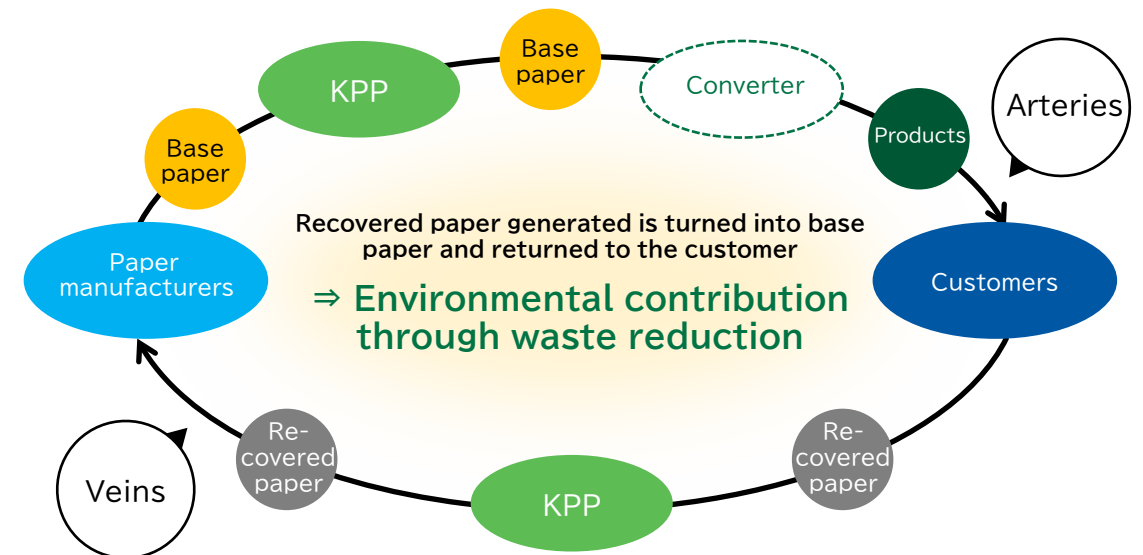 Base
paper
KPP
Converter
Arteries
Products
Base
paper
Recovered paper generated is turned into base
paper and returned to the customer
⇒ Environmental contribution
through waste reduction
Paper
manufacturers
Customers
Re-
covered
paper
Re-
covered
paper
Veins
KPP